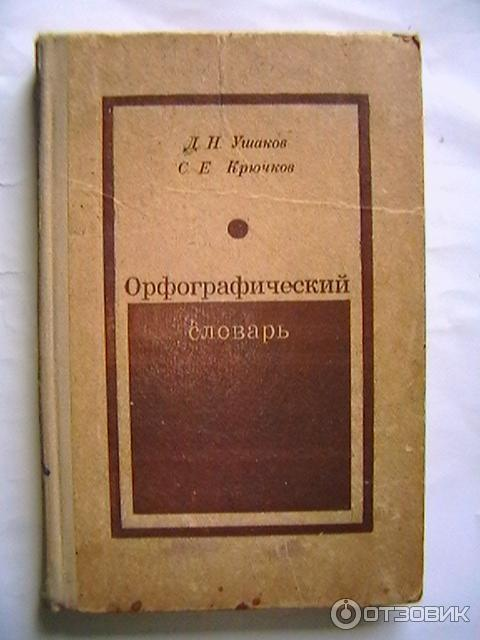 Д. Н. Ушаков
С. Е. Крючков
Орфографический
словарь
ОТЗОВИК